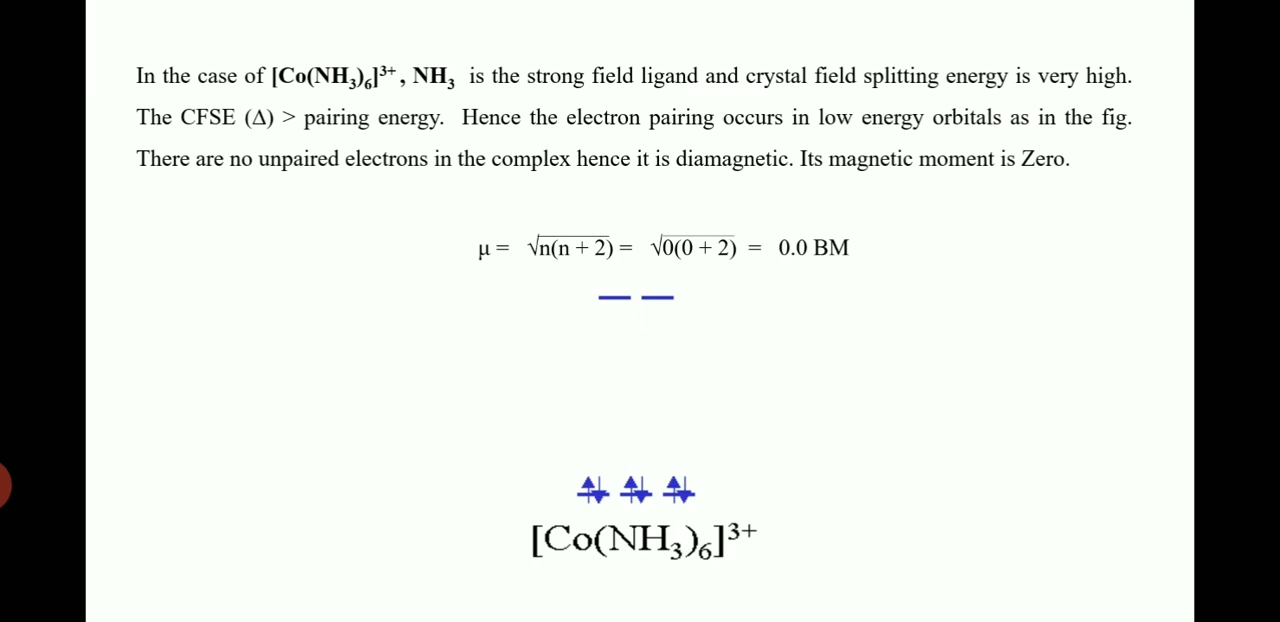 In the case of [Co(NH₃)₆]³⁺, NH₃ is the strong field ligand and crystal field splitting energy is very high.
The CFSE (Δ) > pairing energy. Hence the electron pairing occurs in low energy orbitals as in the fig.
There are no unpaired electrons in the complex hence it is diamagnetic. Its magnetic moment is Zero.
μ = √n(n + 2) = √0(0 + 2) = 0.0 BM
[Co(NH₃)₆]³⁺